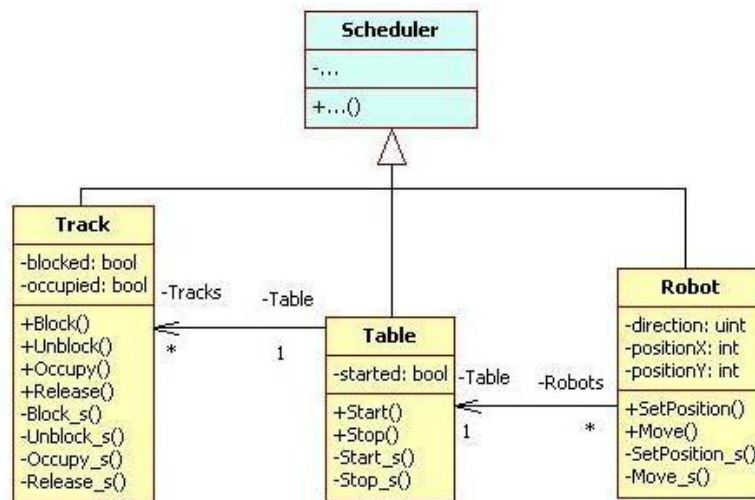 Scheduler
-...
+...()
Track
-blocked: bool
-occupied: bool
+Block()
+Unblock()
+Occupy()
+Release()
-Block_s()
-Unblock_s()
-Occupy_s()
-Release_s()
-Tracks
-Table
*
1
Table
-started: bool
+Start()
+Stop()
-Start_s()
-Stop_s()
-Table
-Robots
1
*
Robot
-direction: uint
-positionX: int
-positionY: int
+SetPosition()
+Move()
-SetPosition_s()
-Move_s()